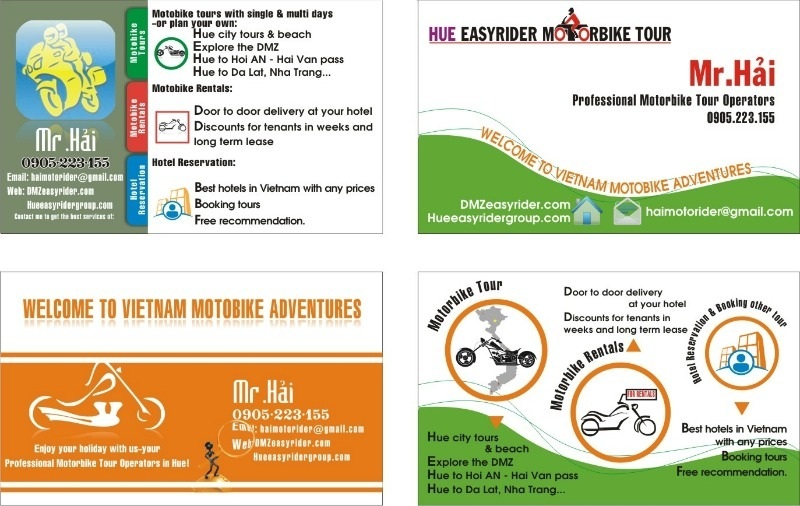 Motobike
Tours
Motobike
Rentals
Hotel
Reservation
Mr.Hải
0905-223-155
Email: haimotorider@gmail.com
Web: DMZeasyrider.com
Hueeasyridergroup.com
Contact me to get the best services of:
Motobike tours with single & multi days
-or plan your own:
Hue city tours & beach
Explore the DMZ
Hue to Hoi AN - Hai Van pass
Hue to Da Lat, Nha Trang...
Motobike Rentals:
Door to door delivery at your hotel
Discounts for tenants in weeks and
long term lease
Hotel Reservation:
Best hotels in Vietnam with any prices
Booking tours
Free recommendation.
HUE EASYRIDER MOTORBIKE TOUR
Mr.Hải
Professional Motorbike Tour Operators
0905.223.155
WELCOME TO VIETNAM MOTOBIKE ADVENTURES
DMZeasyrider.com
Hueeasyridergroup.com
haimotorider@gmail.com
WELCOME TO VIETNAM MOTOBIKE ADVENTURES
Mr.Hải
0905-223-155
Email: haimotorider@gmail.com
Web: DMZeasyrider.com
Hueeasyridergroup.com
Enjoy your holiday with us-your
Professional Motorbike Tour Operators in Hue!
Motorbike Tour
Hue city tours
& beach
Explore the DMZ
Hue to Hoi AN - Hai Van pass
Hue to Da Lat, Nha Trang...
Door to door delivery
at your hotel
Discounts for tenants in
weeks and long term lease
Motorbike Rentals
FOR RENTALS
Hotel Reservation & Booking other tour
Best hotels in Vietnam
with any prices
Booking tours
Free recommendation.